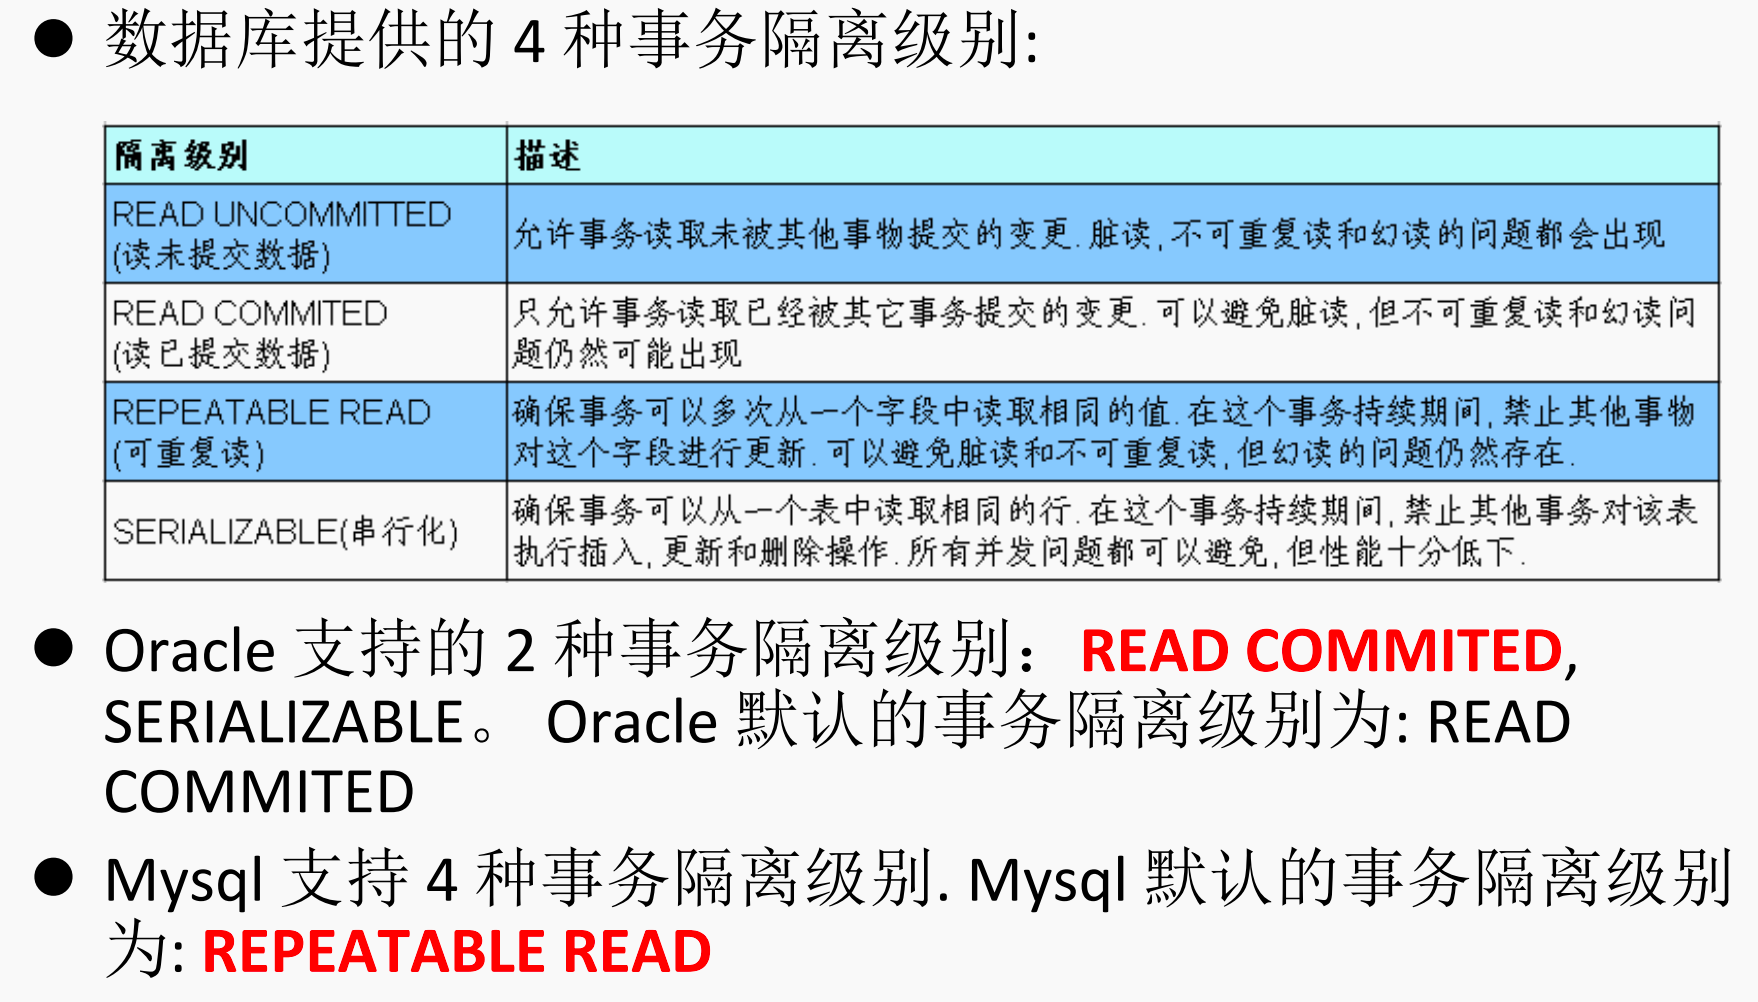 ● 数据库提供的 4 种事务隔离级别:
隔离级别 描述
READ UNCOMMITTED
(读未提交数据)
允许事务读取未被其他事物提交的变更.脏读,不可重复读和幻读的问题都会出现
READ COMMITED
(读已提交数据)
只允许事务读取已经被其它事务提交的变更.可以避免脏读,但不可重复读和幻读问
题仍然可能出现
REPEATABLE READ
(可重复读)
确保事务可以多次从一个字段中读取相同的值.在这个事务持续期间,禁止其他事物
对这个字段进行更新.可以避免脏读和不可重复读,但幻读的问题仍然存在.
SERIALIZABLE(串行化)
确保事务可以从一个表中读取相同的行.在这个事务持续期间,禁止其他事务对该表
执行插入,更新和删除操作.所有并发问题都可以避免,但性能十分低下.
● Oracle 支持的 2 种事务隔离级别：READ COMMITED,
SERIALIZABLE。 Oracle 默认的事务隔离级别为: READ
COMMITED
● Mysql 支持 4 种事务隔离级别. Mysql 默认的事务隔离级别
为: REPEATABLE READ